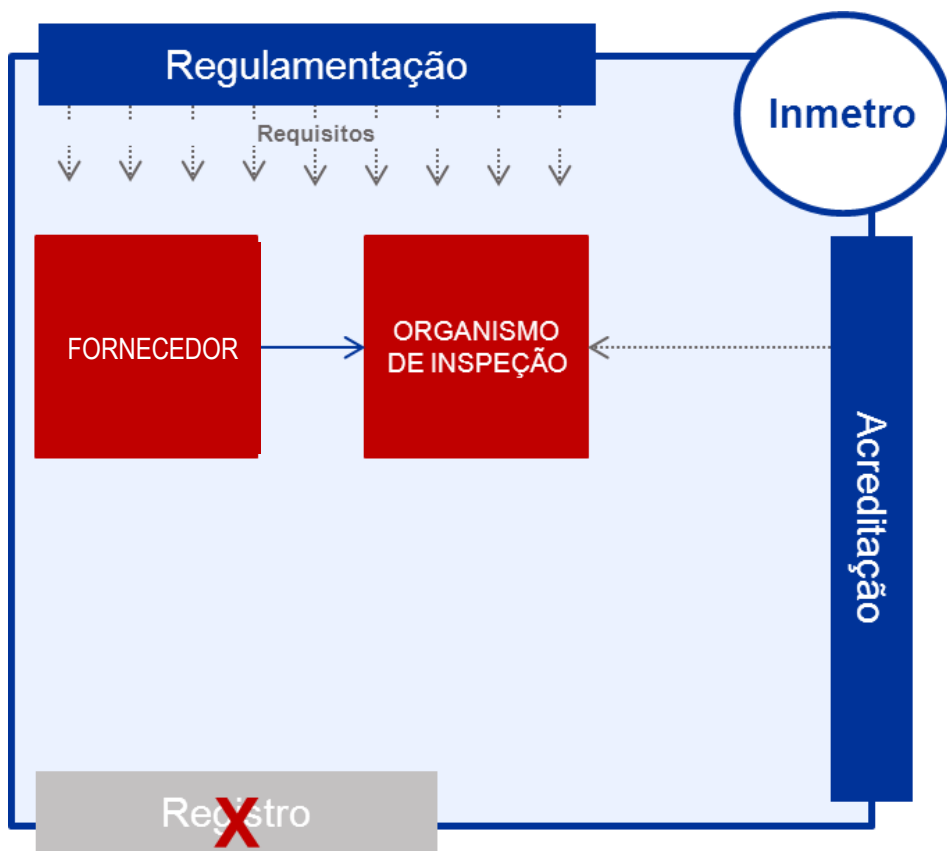 Regulamentação
Inmetro
Requisitos
FORNECEDOR
ORGANISMO
DE INSPEÇÃO
Acreditação
Registro
X